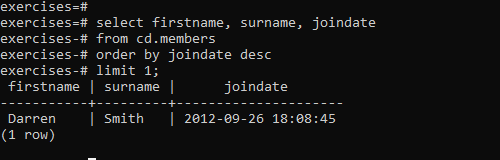 exercises=#
exercises=# select firstname, surname, joindate
exercises-# from cd.members
exercises-# order by joindate desc
exercises-# limit 1;
 firstname | surname |      joindate
-----------+---------+---------------------
 Darren    | Smith   | 2012-09-26 18:08:45
(1 row)